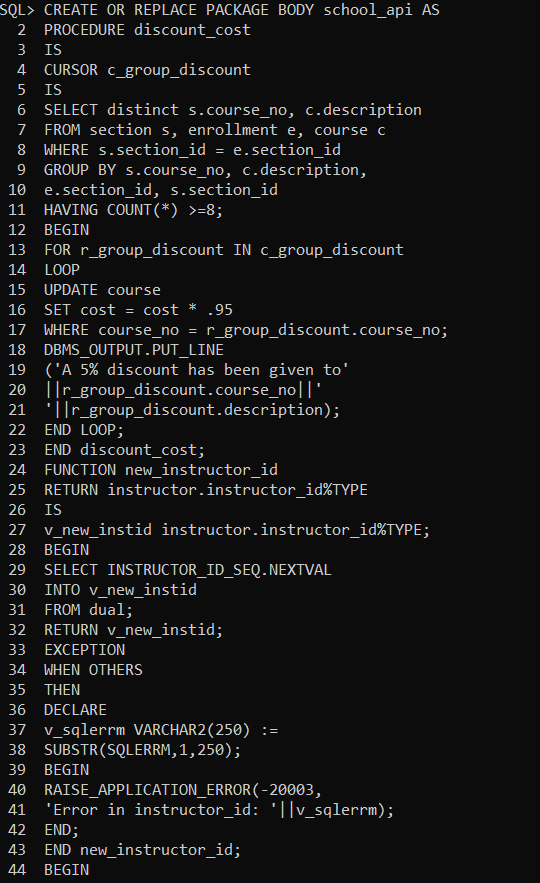 SQL> CREATE OR REPLACE PACKAGE BODY school_api AS
2 PROCEDURE discount_cost
3 IS
4 CURSOR c_group_discount
5 IS
6 SELECT distinct s.course_no, c.description
7 FROM section s, enrollment e, course c
8 WHERE s.section_id = e.section_id
9 GROUP BY s.course_no, c.description,
10 e.section_id, s.section_id
11 HAVING COUNT(*) >=8;
12 BEGIN
13 FOR r_group_discount IN c_group_discount
14 LOOP
15 UPDATE course
16 SET cost = cost * .95
17 WHERE course_no = r_group_discount.course_no;
18 DBMS_OUTPUT.PUT_LINE
19 ('A 5% discount has been given to'
20 ||r_group_discount.course_no||'
21 '||r_group_discount.description);
22 END LOOP;
23 END discount_cost;
24 FUNCTION new_instructor_id
25 RETURN instructor.instructor_id%TYPE
26 IS
27 v_new_instid instructor.instructor_id%TYPE;
28 BEGIN
29 SELECT INSTRUCTOR_ID_SEQ.NEXTVAL
30 INTO v_new_instid
31 FROM dual;
32 RETURN v_new_instid;
33 EXCEPTION
34 WHEN OTHERS
35 THEN
36 DECLARE
37 v_sqlerrm VARCHAR2(250) :=
38 SUBSTR(SQLERRM,1,250);
39 BEGIN
40 RAISE_APPLICATION_ERROR(-20003,
41 'Error in instructor_id: '||v_sqlerrm);
42 END;
43 END new_instructor_id;
44 BEGIN